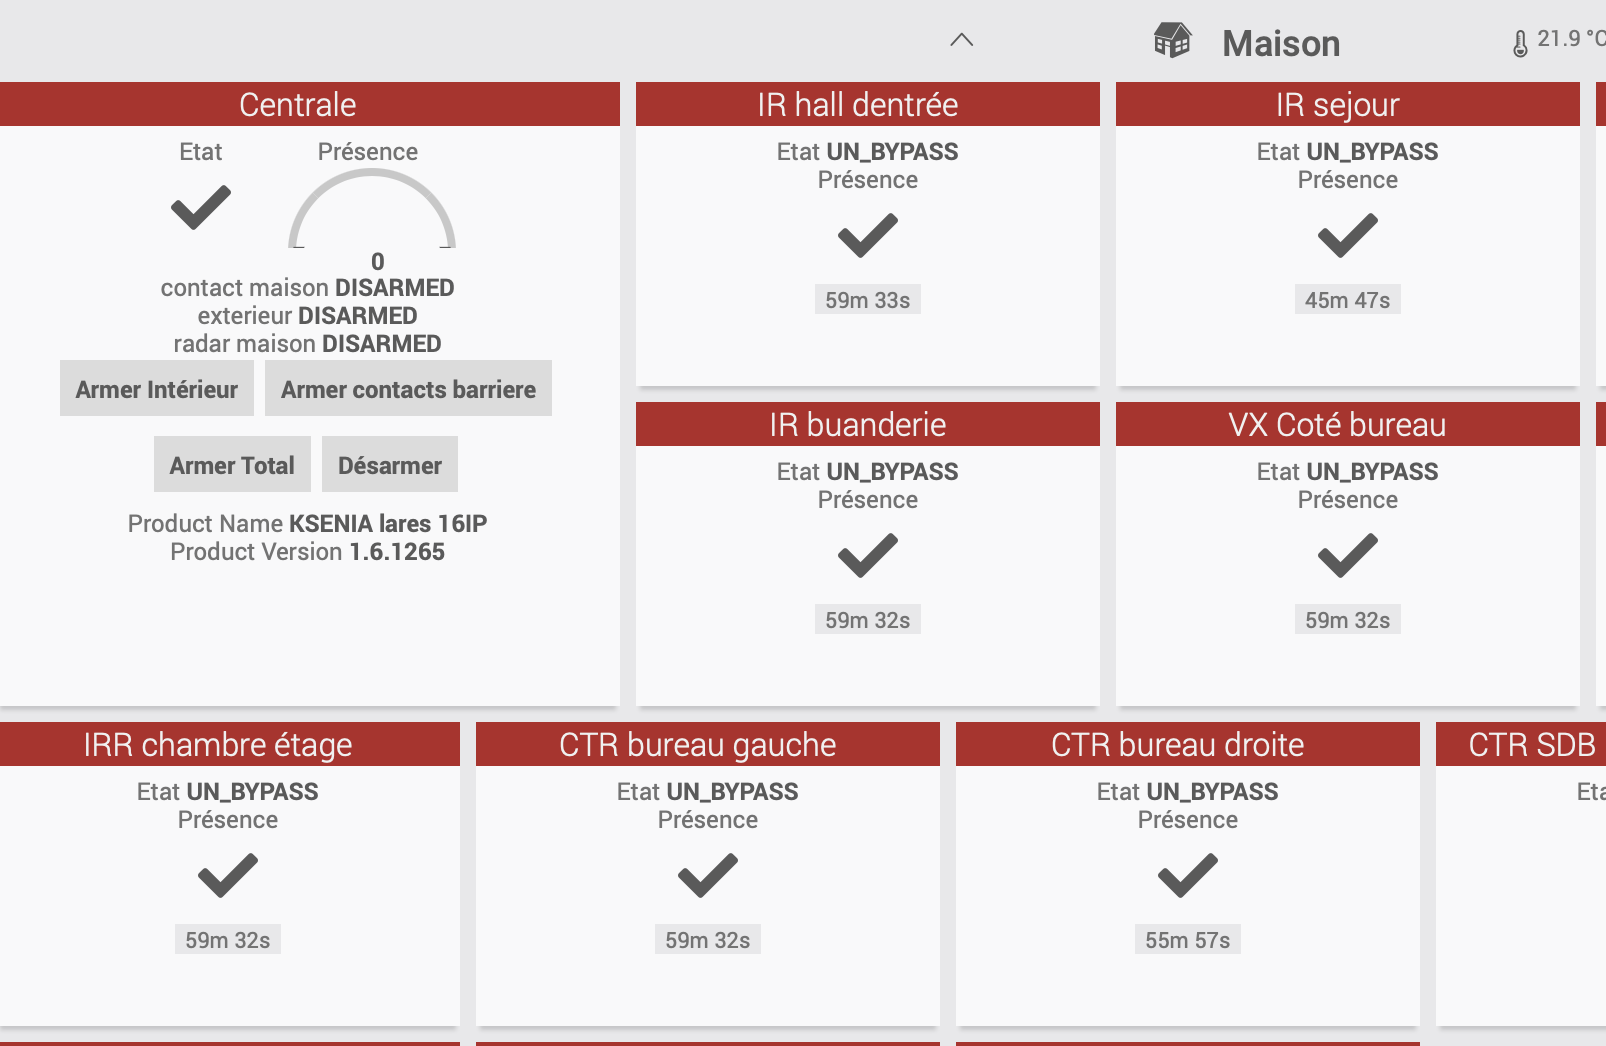 Maison
21.9 °C
Centrale
Etat
Présence
0
contact maison DISARMED
exterieur DISARMED
radar maison DISARMED
Armer Intérieur
Armer contacts barriere
Armer Total
Désarmer
Product Name KSENIA lares 16IP
Product Version 1.6.1265
IR hall dentrée
Etat UN_BYPASS
Présence
59m 33s
IR sejour
Etat UN_BYPASS
Présence
45m 47s
IR buanderie
Etat UN_BYPASS
Présence
59m 32s
VX Coté bureau
Etat UN_BYPASS
Présence
59m 32s
IRR chambre étage
Etat UN_BYPASS
Présence
59m 32s
CTR bureau gauche
Etat UN_BYPASS
Présence
59m 32s
CTR bureau droite
Etat UN_BYPASS
Présence
55m 57s
CTR SDB